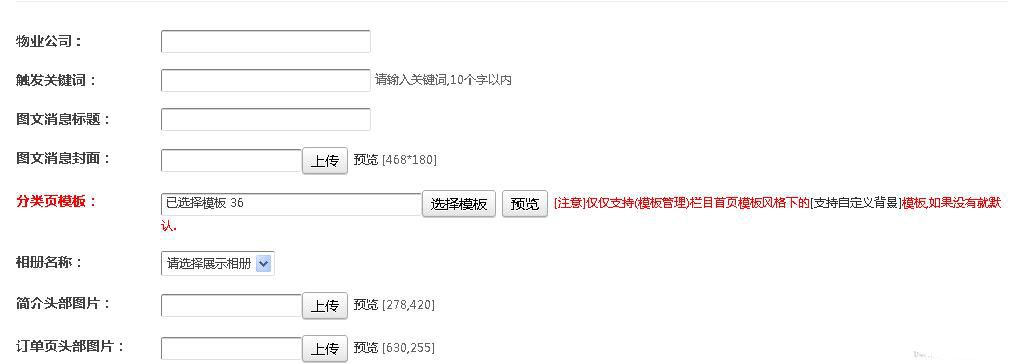 物业公司：
触发关键词： 请输入关键词,10个字以内
图文消息标题：
图文消息封面： 上传 预览 [468*180]
分类页模板： 已选择模板 36 选择模板 预览 [注意]仅仅支持(模板管理)栏目首页模板风格下的[支持自定义背景]模板,如果没有就默
认.
相册名称： 请选择展示相册
简介头部图片： 上传 预览 [278,420]
订单页头部图片： 上传 预览 [630,255]